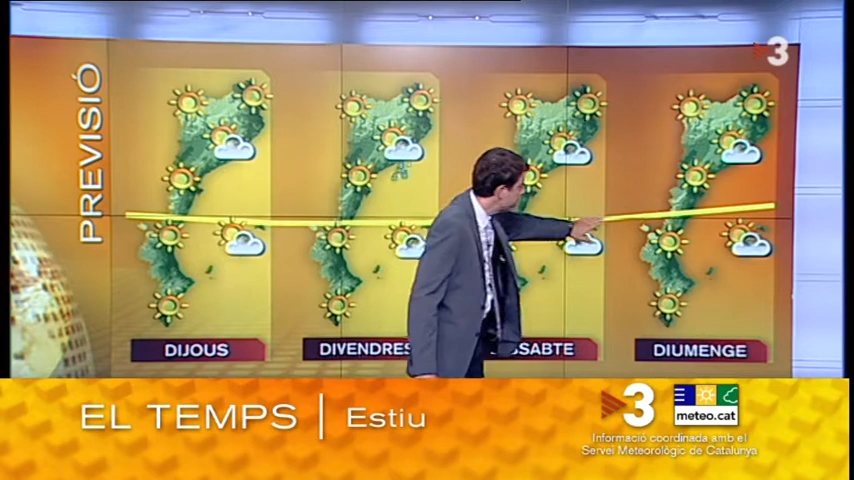 3
PREVISIÓ
DIJOUS
DIVENDRES
DIUMENGE
EL TEMPS | Estiu
3
meteo.cat
Informació coordinada amb el
Servei Meteorològic de Catalunya